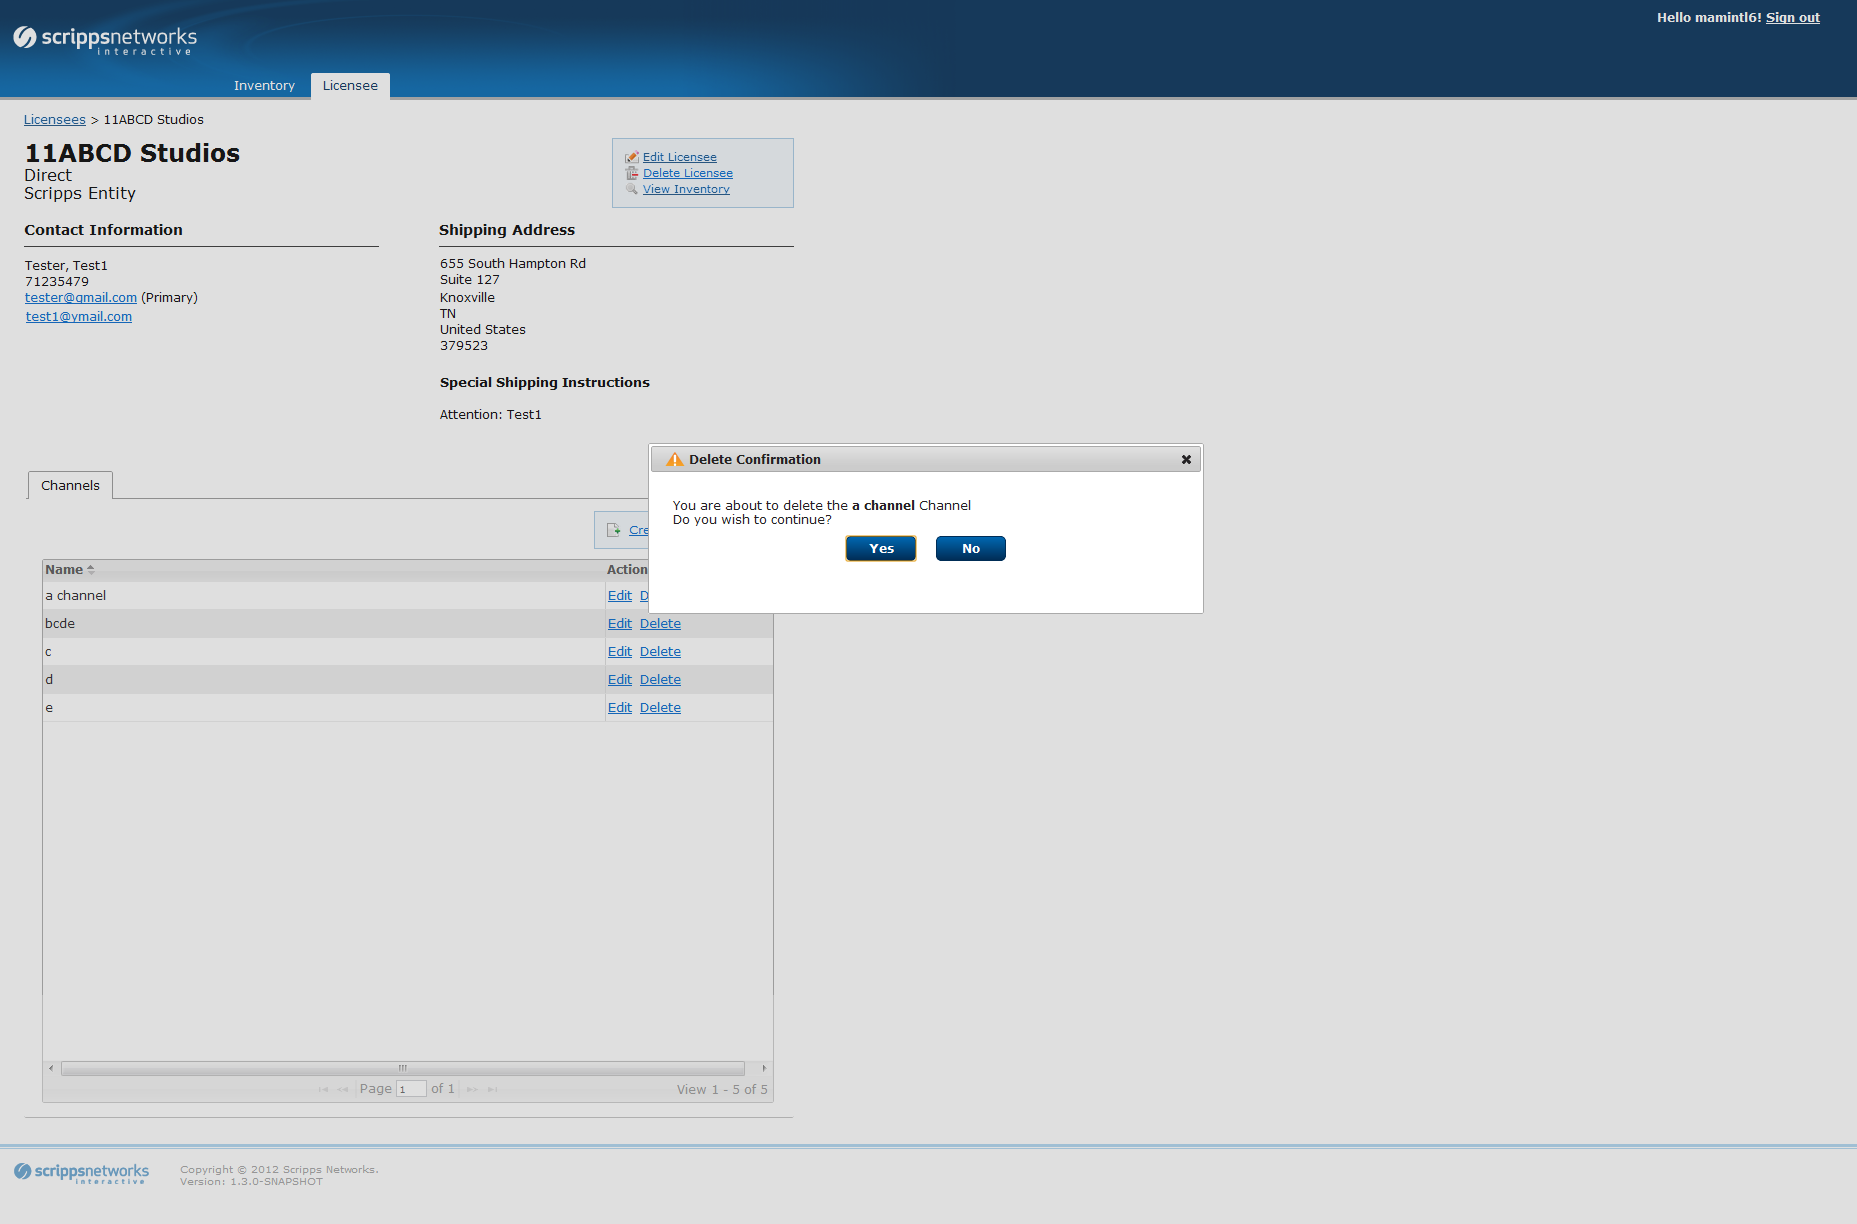 Hello mamintl6! Sign out
scrippsnetworks
interactive
Inventory
Licensee
Licensees > 11ABCD Studios
11ABCD Studios
Direct
Scripps Entity
Edit Licensee
Delete Licensee
View Inventory
Contact Information
Tester, Test1
71235479
tester@gmail.com (Primary)
test1@ymail.com
Shipping Address
655 South Hampton Rd
Suite 127
Knoxville
TN
United States
379523
Special Shipping Instructions
Attention: Test1
Delete Confirmation
You are about to delete the a channel Channel
Do you wish to continue?
Yes No
Channels
Cre
Name Action
a channel Edit D
bcde Edit Delete
c Edit Delete
d Edit Delete
e Edit Delete
Page 1 of 1
View 1 - 5 of 5
scrippsnetworks
interactive
Copyright © 2012 Scripps Networks.
Version: 1.3.0-SNAPSHOT